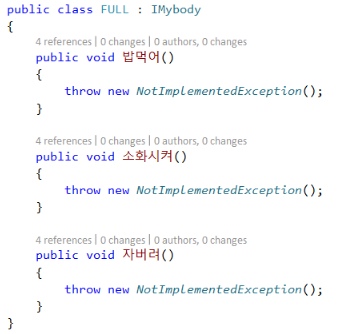 public class FULL : IMybody
{
4 references | 0 changes | 0 authors, 0 changes
public void 밥먹어()
{
throw new NotImplementedException();
}
4 references | 0 changes | 0 authors, 0 changes
public void 소화시켜()
{
throw new NotImplementedException();
}
4 references | 0 changes | 0 authors, 0 changes
public void 자버려()
{
throw new NotImplementedException();
}
}